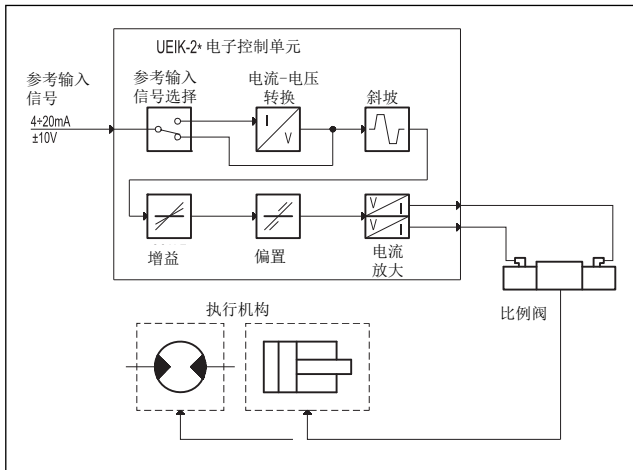 UEIK-2* 电子控制单元
参考输入
信号
4÷20mA
±10V
参考输入
信号选择
电流-电压
转换
斜坡
I
V
增益
偏置
V
I
V
I
电流
放大
比例阀
执行机构